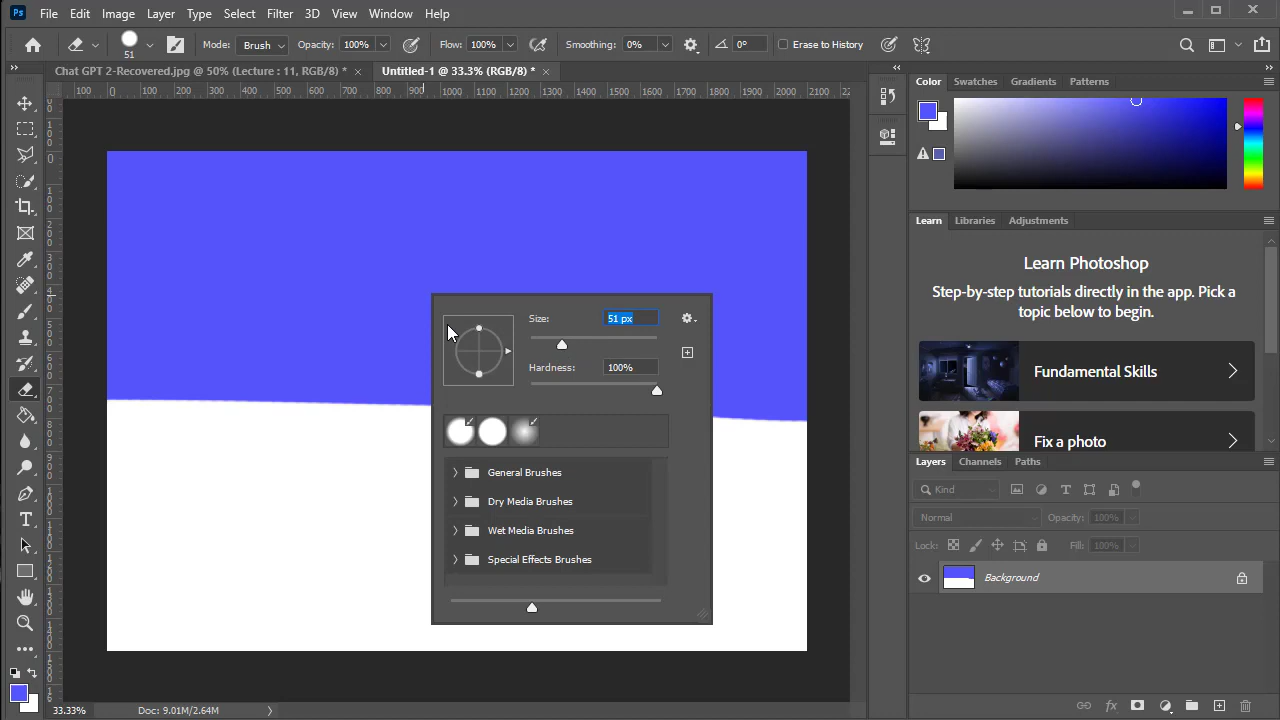 Ps File Edit Image Layer Type Select Filter 3D View Window Help
51 Mode: Brush Opacity: 100% Flow: 100% Smoothing: 0% 0° Erase to History
Chat GPT 2-Recovered.jpg @ 50% (Lecture : 11, RGB/8) * × Untitled-1 @ 33.3% (RGB/8) * ×
100 0 100 200 300 400 500 600 700 800 900 1000 1100 1200 1300 1400 1500 1600 1700 1800 1900 2000 2100
Color Swatches Gradients Patterns
Learn Libraries Adjustments
Learn Photoshop
Step-by-step tutorials directly in the app. Pick a
topic below to begin.
Fundamental Skills
Fix a photo
Size: 51 px
Hardness: 100%
General Brushes
Dry Media Brushes
Wet Media Brushes
Special Effects Brushes
Layers Channels Paths
Kind
Normal Opacity: 100%
Lock: Fill: 100%
Background
fx
33.33% Doc: 9.01M/2.64M